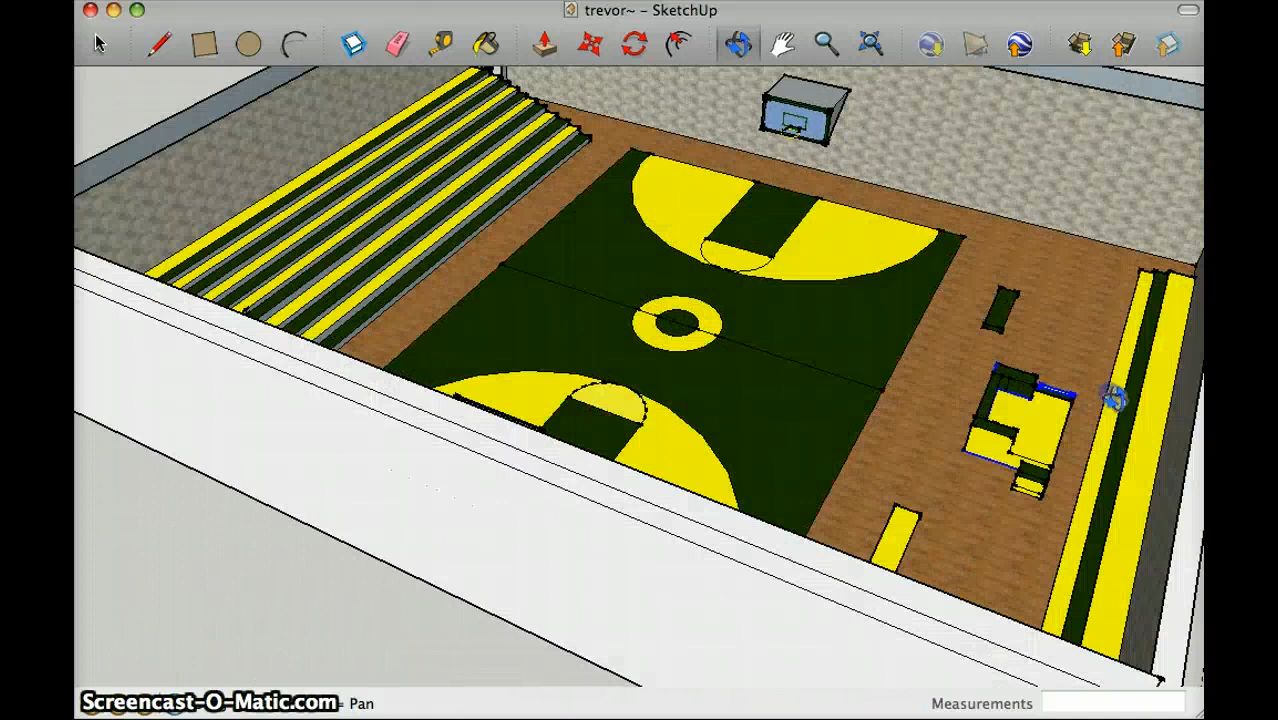 trevor~ – SketchUp
Screencast-O-Matic.com = Pan
Measurements